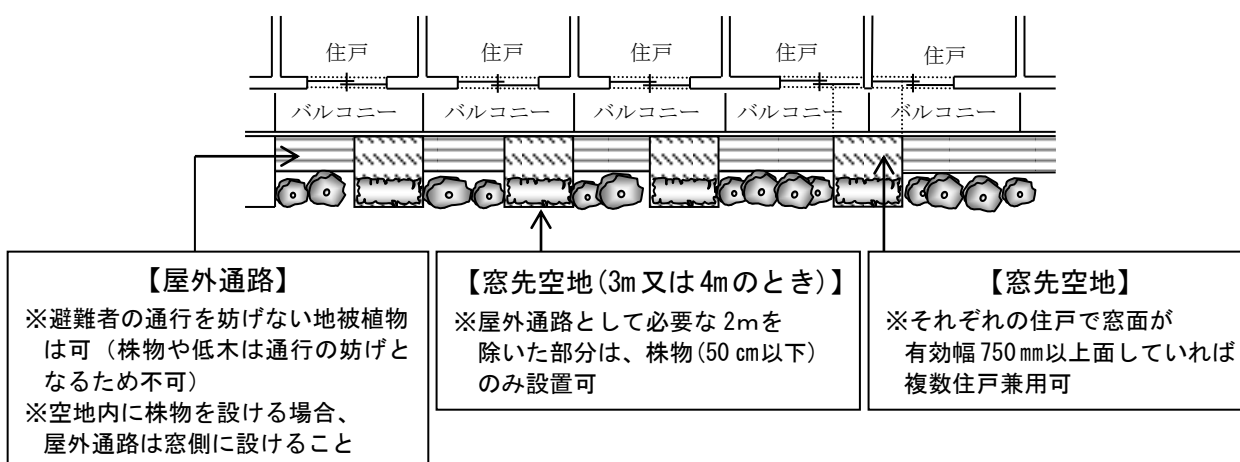 住戸
住戸
住戸
住戸
住戸
バルコニー
バルコニー
バルコニー
バルコニー
バルコニー
【屋外通路】
※避難者の通行を妨げない地被植物
は可（株物や低木は通行の妨げと
なるため不可）
※空地内に株物を設ける場合、
屋外通路は窓側に設けること
【窓先空地(3m又は4mのとき)】
※屋外通路として必要な2mを
除いた部分は、株物(50㎝以下)
のみ設置可
【窓先空地】
※それぞれの住戸で窓面が
有効幅750㎜以上面していれば
複数住戸兼用可